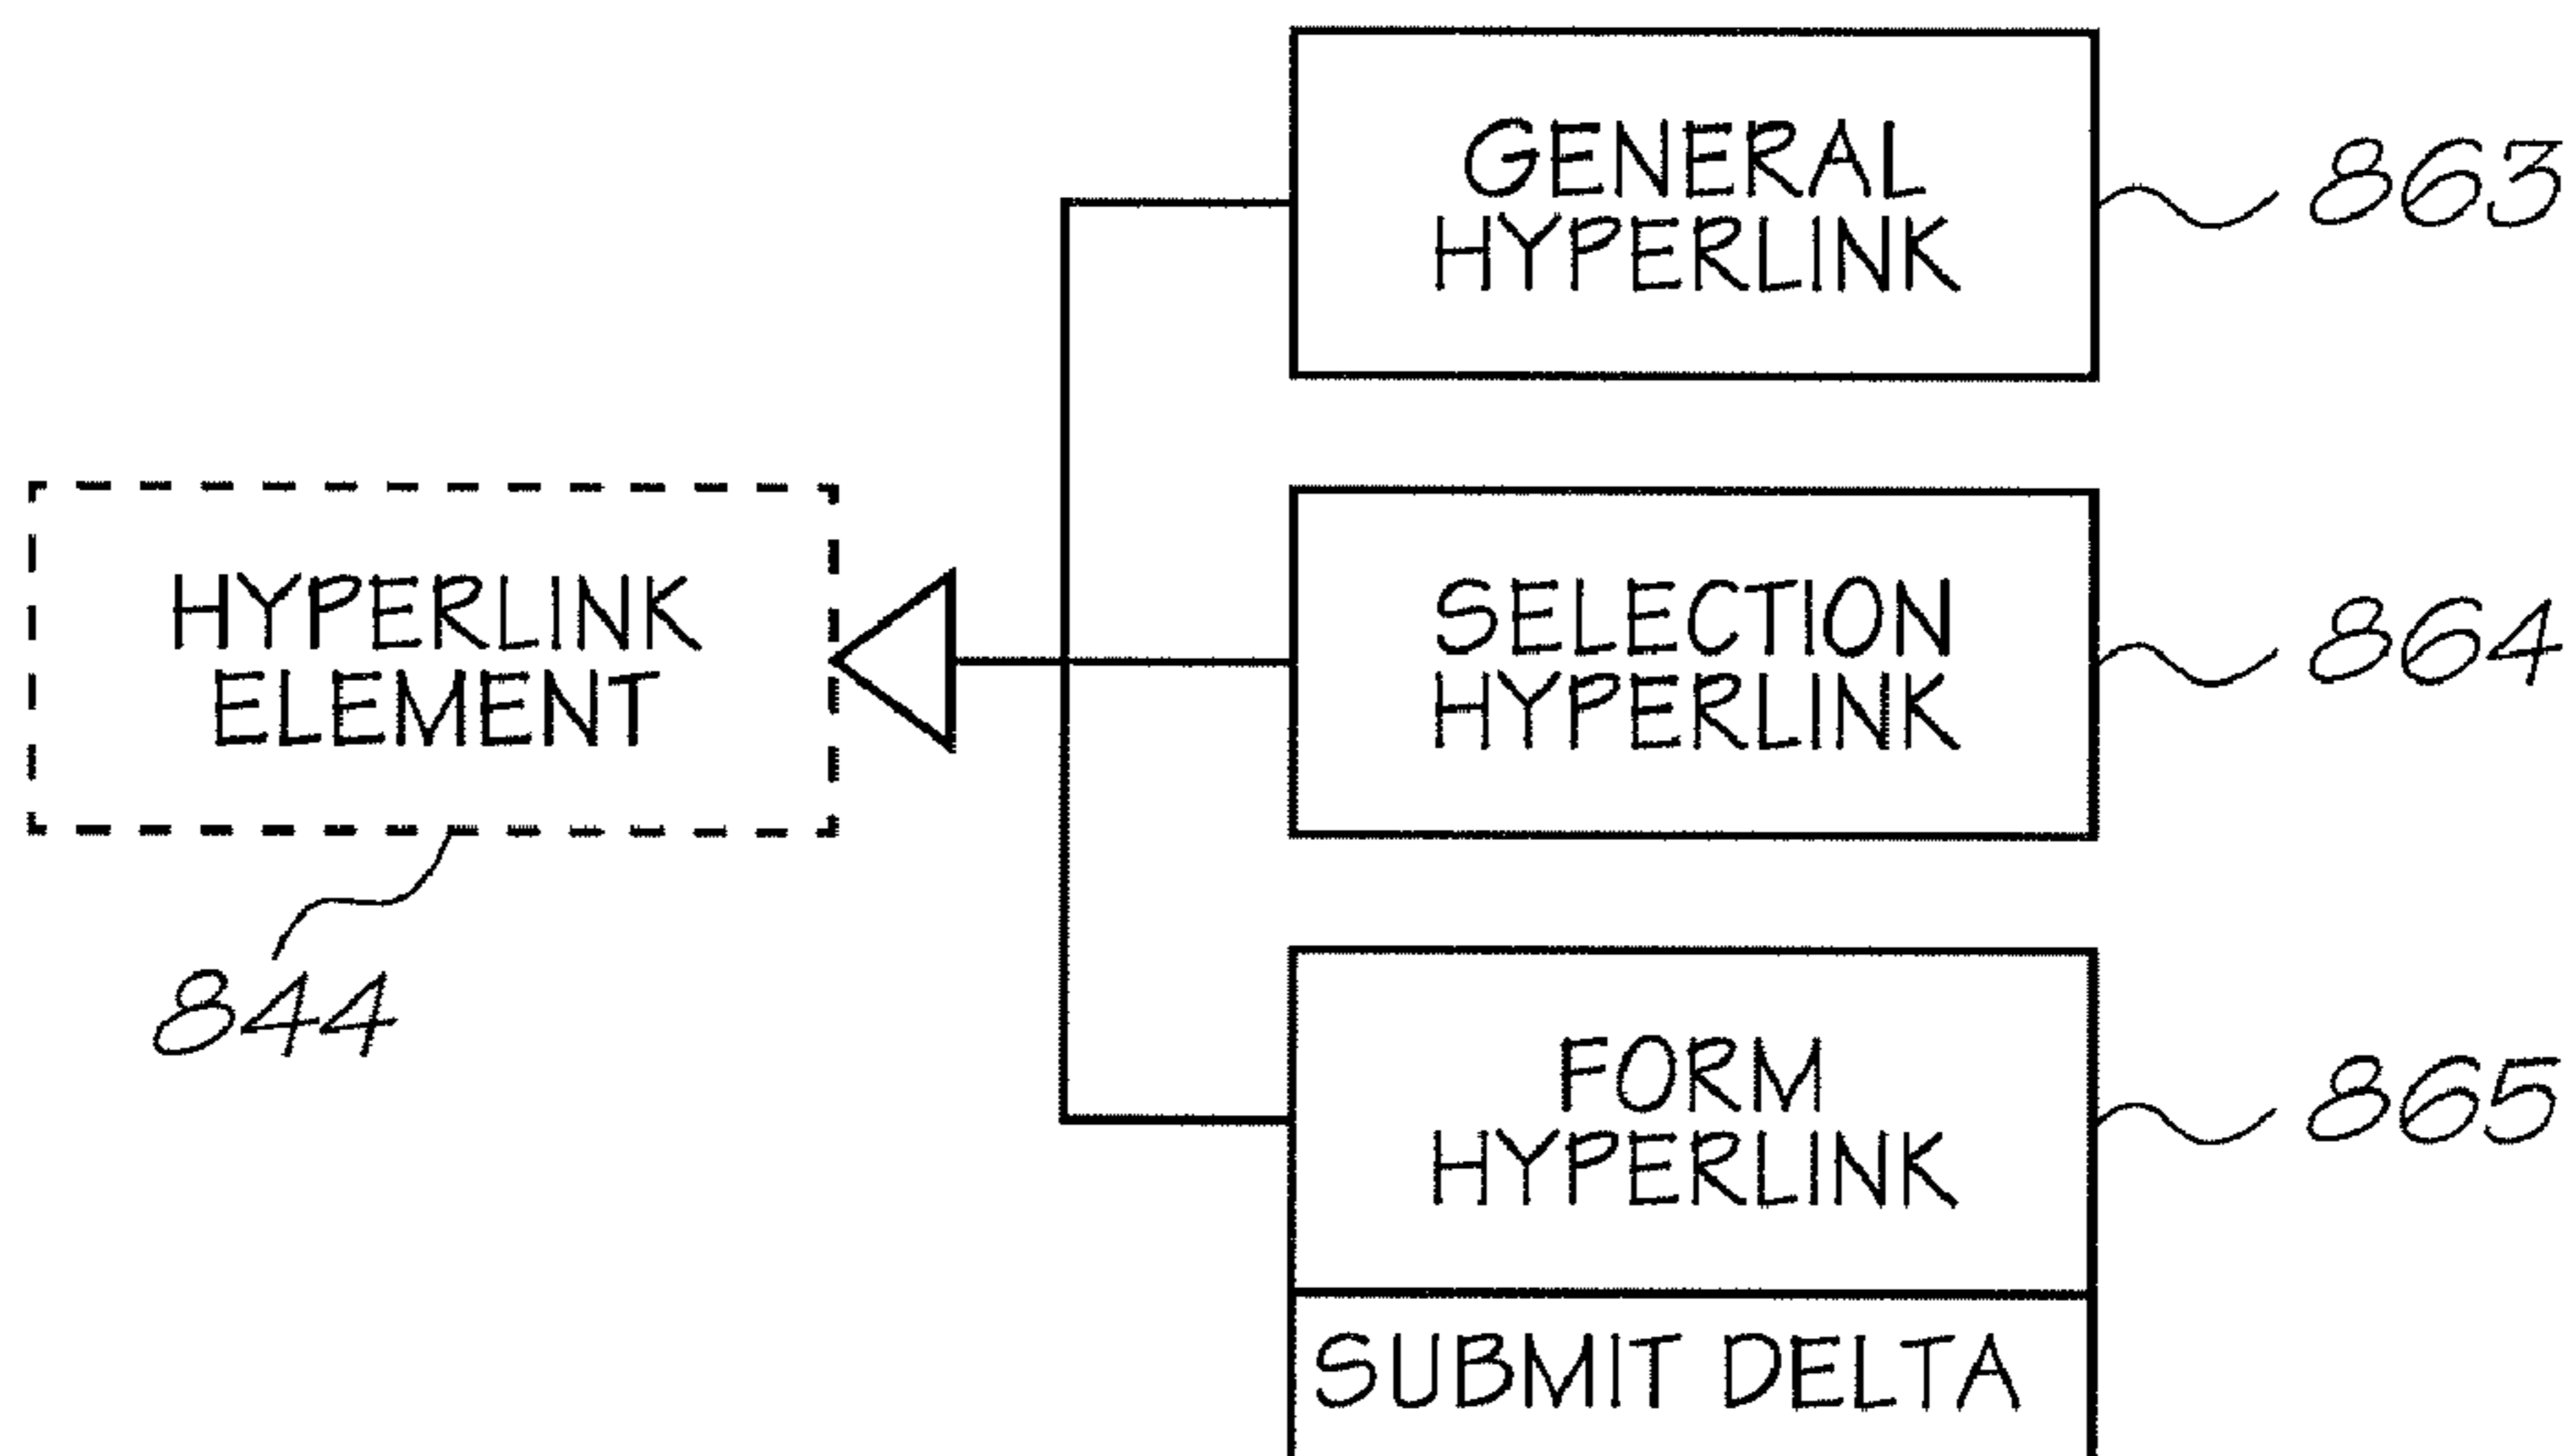 GENERAL
HYPERLINK
863
HYPERLINK
ELEMENT
844
SELECTION
HYPERLINK
864
FORM
HYPERLINK
865
SUBMIT DELTA